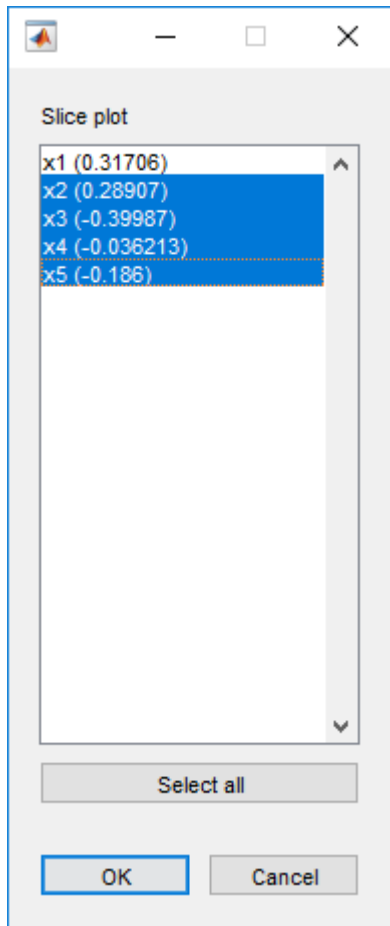 Slice plot
x1 (0.31706)
x2 (0.28907)
x3 (-0.39987)
x4 (-0.036213)
x5 (-0.186)
Select all
OK
Cancel